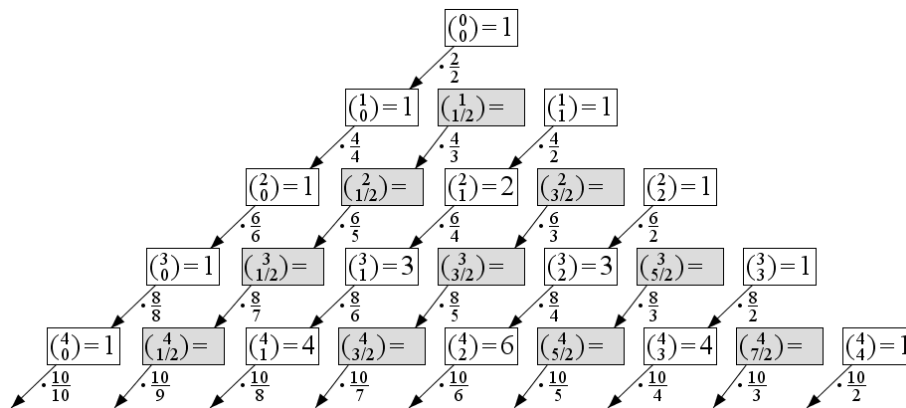 (0 0) = 1
· 2/2
(1 0) = 1 (1 1/2) = (1 1) = 1
· 4/4 · 4/3 · 4/2
(2 0) = 1 (2 1/2) = (2 1) = 2 (2 3/2) = (2 2) = 1
· 6/6 · 6/5 · 6/4 · 6/3 · 6/2
(3 0) = 1 (3 1/2) = (3 1) = 3 (3 3/2) = (3 2) = 3 (3 5/2) = (3 3) = 1
· 8/8 · 8/7 · 8/6 · 8/5 · 8/4 · 8/3 · 8/2
(4 0) = 1 (4 1/2) = (4 1) = 4 (4 3/2) = (4 2) = 6 (4 5/2) = (4 3) = 4 (4 7/2) = (4 4) = 1
· 10/10 · 10/9 · 10/8 · 10/7 · 10/6 · 10/5 · 10/4 · 10/3 · 10/2